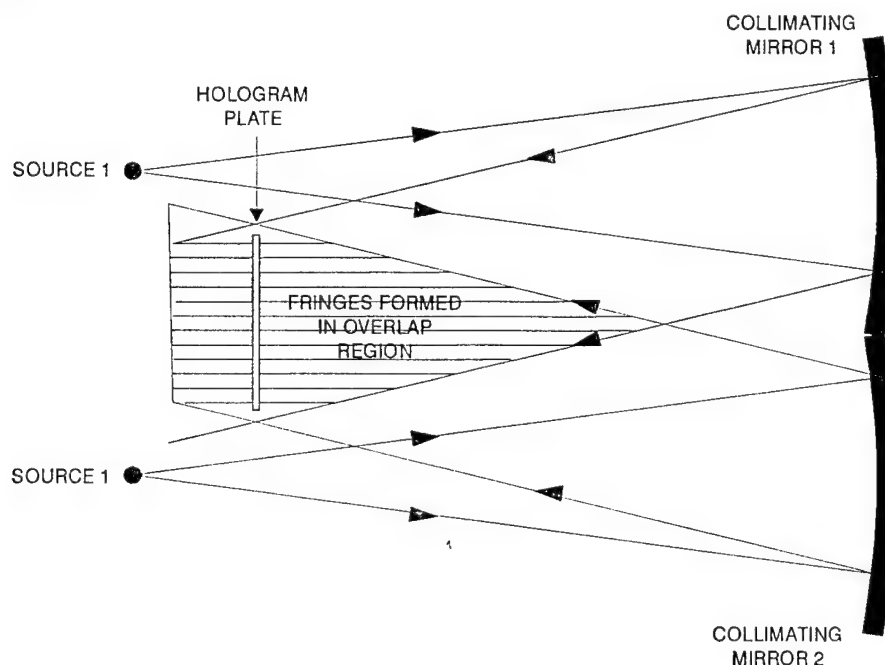 COLLIMATING
MIRROR 1
HOLOGRAM
PLATE
SOURCE 1
FRINGES FORMED
IN OVERLAP
REGION
SOURCE 1
COLLIMATING
MIRROR 2